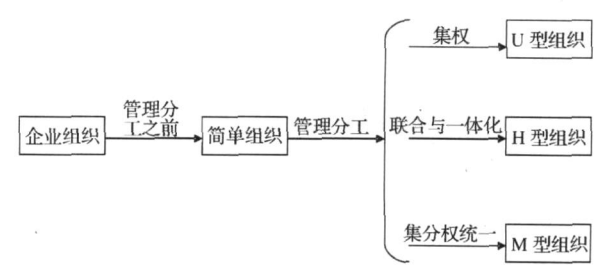 集权
U 型组织
管理分
工之前
企业组织
简单组织
管理分工
联合与一体化
H 型组织
集分权统一
M 型组织